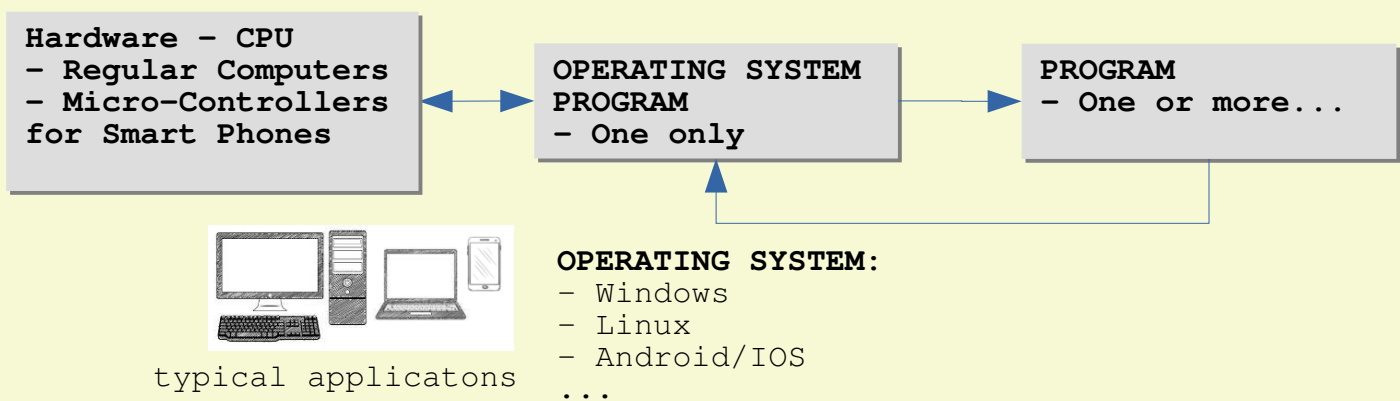 Hardware – CPU
– Regular Computers
– Micro–Controllers
for Smart Phones
OPERATING SYSTEM
PROGRAM
– One only
PROGRAM
– One or more...
OPERATING SYSTEM:
– Windows
– Linux
– Android/IOS
...
typical applicatons